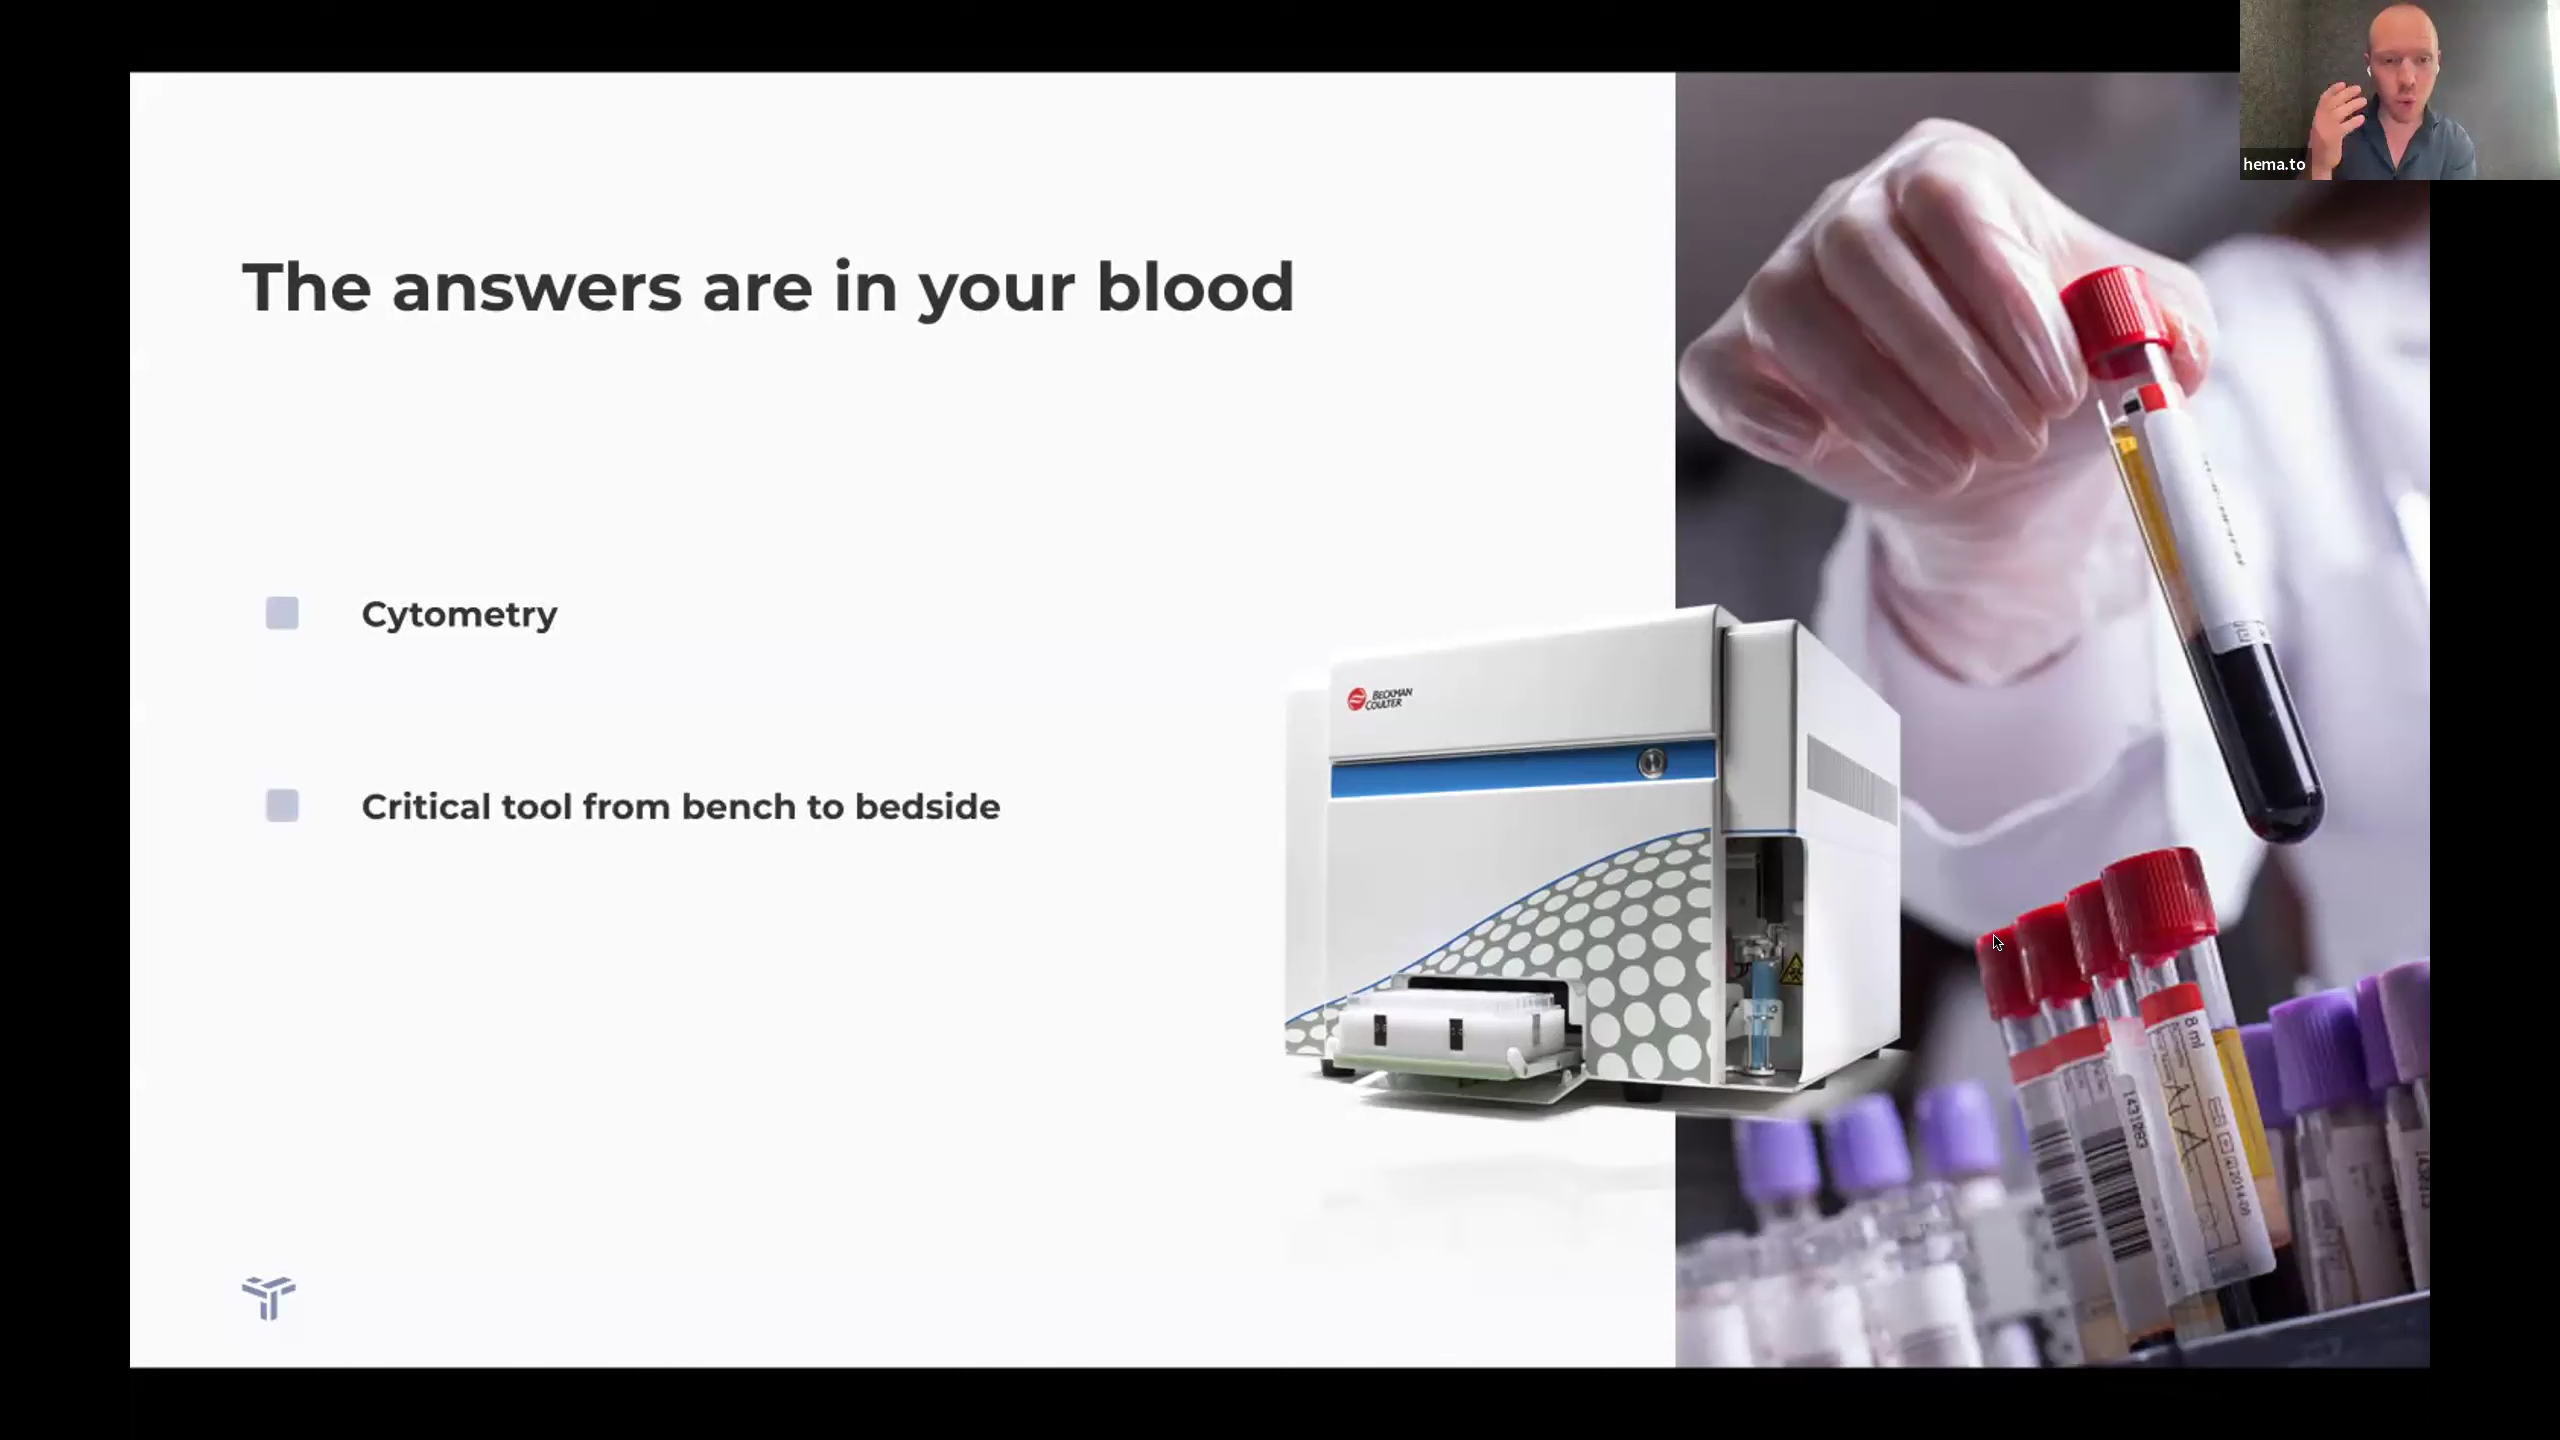 hema.to
The answers are in your blood
Cytometry
Critical tool from bench to bedside
BECKMAN
COULTER
8 ml
1431093